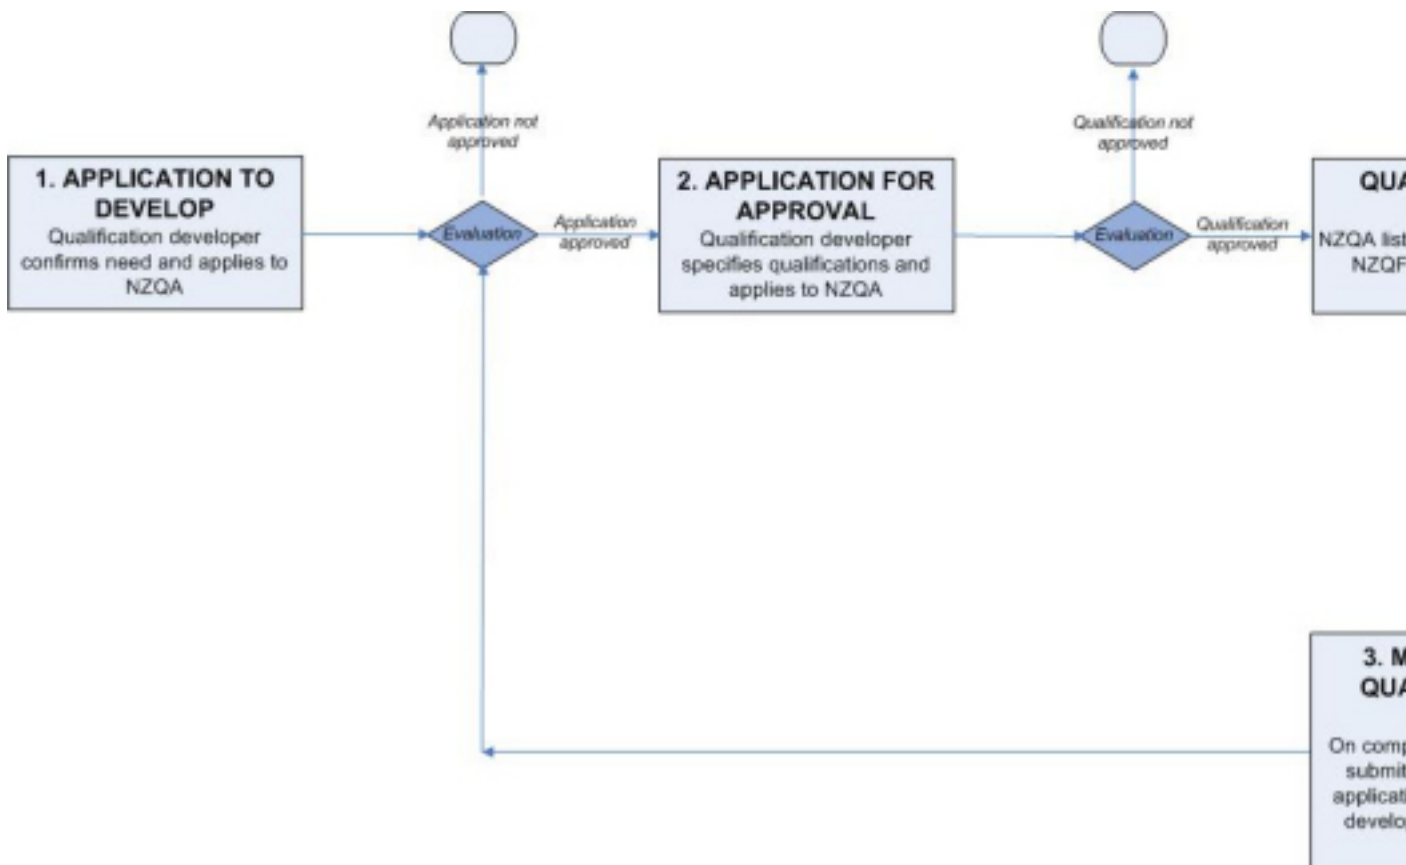 Application not
approved
Qualification not
approved
1. APPLICATION TO
DEVELOP
Qualification developer
confirms need and applies to
NZQA
Evaluation
Application
approved
2. APPLICATION FOR
APPROVAL
Qualification developer
specifies qualifications and
applies to NZQA
Evaluation
Qualification
approved
QUA
NZQA list
NZQF
3. M
QUA
On comp
submit
applicati
develop